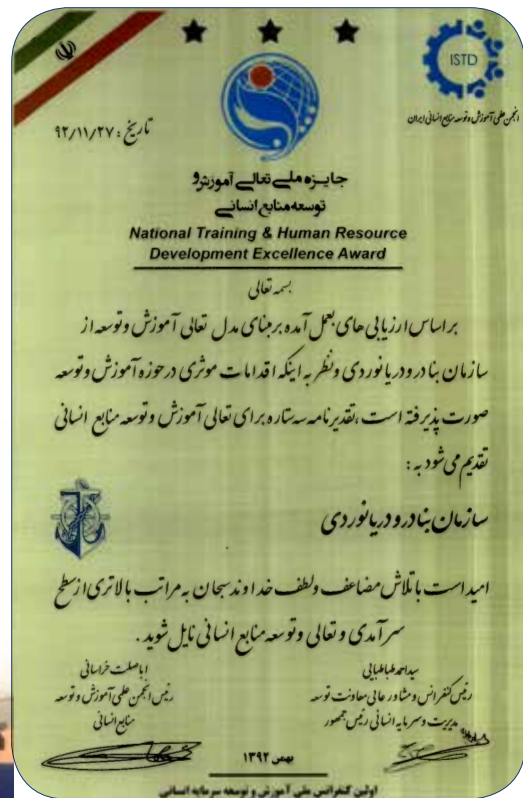 ISTD
انجمن علمی آموزش و توسعه منابع انسانی ایران
تاریخ : ۹۲/۱۱/۲۷
جایزه ملی تعالی آموزش و
توسعه منابع انسانی
National Training & Human Resource
Development Excellence Award
بسمه تعالی
بر اساس ارزیابی های بعمل آمده بر مبنای مدل تعالی آموزش و توسعه از
سازمان بنادر و دریانوردی و نظر به اینکه اقدامات موثری در حوزه آموزش و توسعه
صورت پذیرفته است، تقدیرنامه سه ستاره برای تعالی آموزش و توسعه منابع انسانی
تقدیم می شود به :
سازمان بنادر و دریانوردی
امید است با تلاش مضاعف و لطف خداوند سبحان به مراتب بالاتری از سطح
سرآمدی و تعالی و توسعه منابع انسانی نایل شوید .
سید احمد طباطبایی
رئیس کنفرانس و مشاور عالی معاونت توسعه
مدیریت و سرمایه انسانی رئیس جمهور
اباصلت خراسانی
رئیس انجمن علمی آموزش و توسعه
منابع انسانی
بهمن ۱۳۹۲
اولین کنفرانس ملی آموزش و توسعه سرمایه انسانی